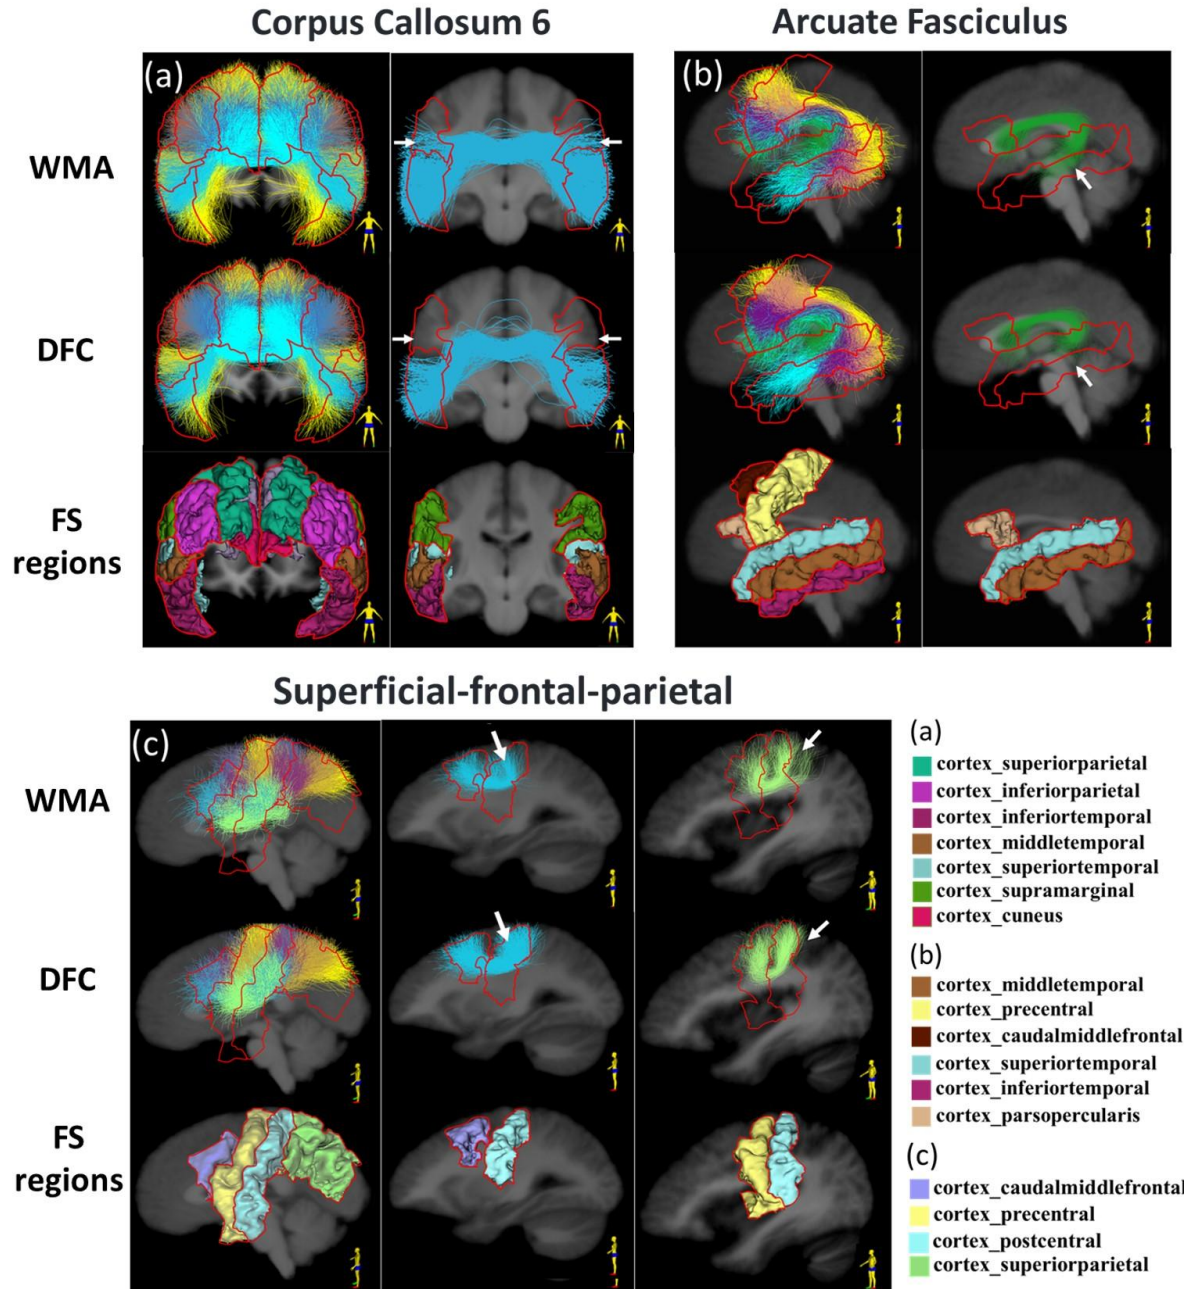 Corpus Callosum 6
Arcuate Fasciculus
(a)
(b)
WMA
DFC
FS
regions
Superficial-frontal-parietal
(c)
WMA
DFC
FS
regions
(a)
cortex_superiorparietal
cortex_inferiorparietal
cortex_inferiortemporal
cortex_middletemporal
cortex_superiortemporal
cortex_supramarginal
cortex_cuneus
(b)
cortex_middletemporal
cortex_precentral
cortex_caudalmiddlefrontal
cortex_superiortemporal
cortex_inferiortemporal
cortex_parsopercularis
(c)
cortex_caudalmiddlefrontal
cortex_precentral
cortex_postcentral
cortex_superiorparietal